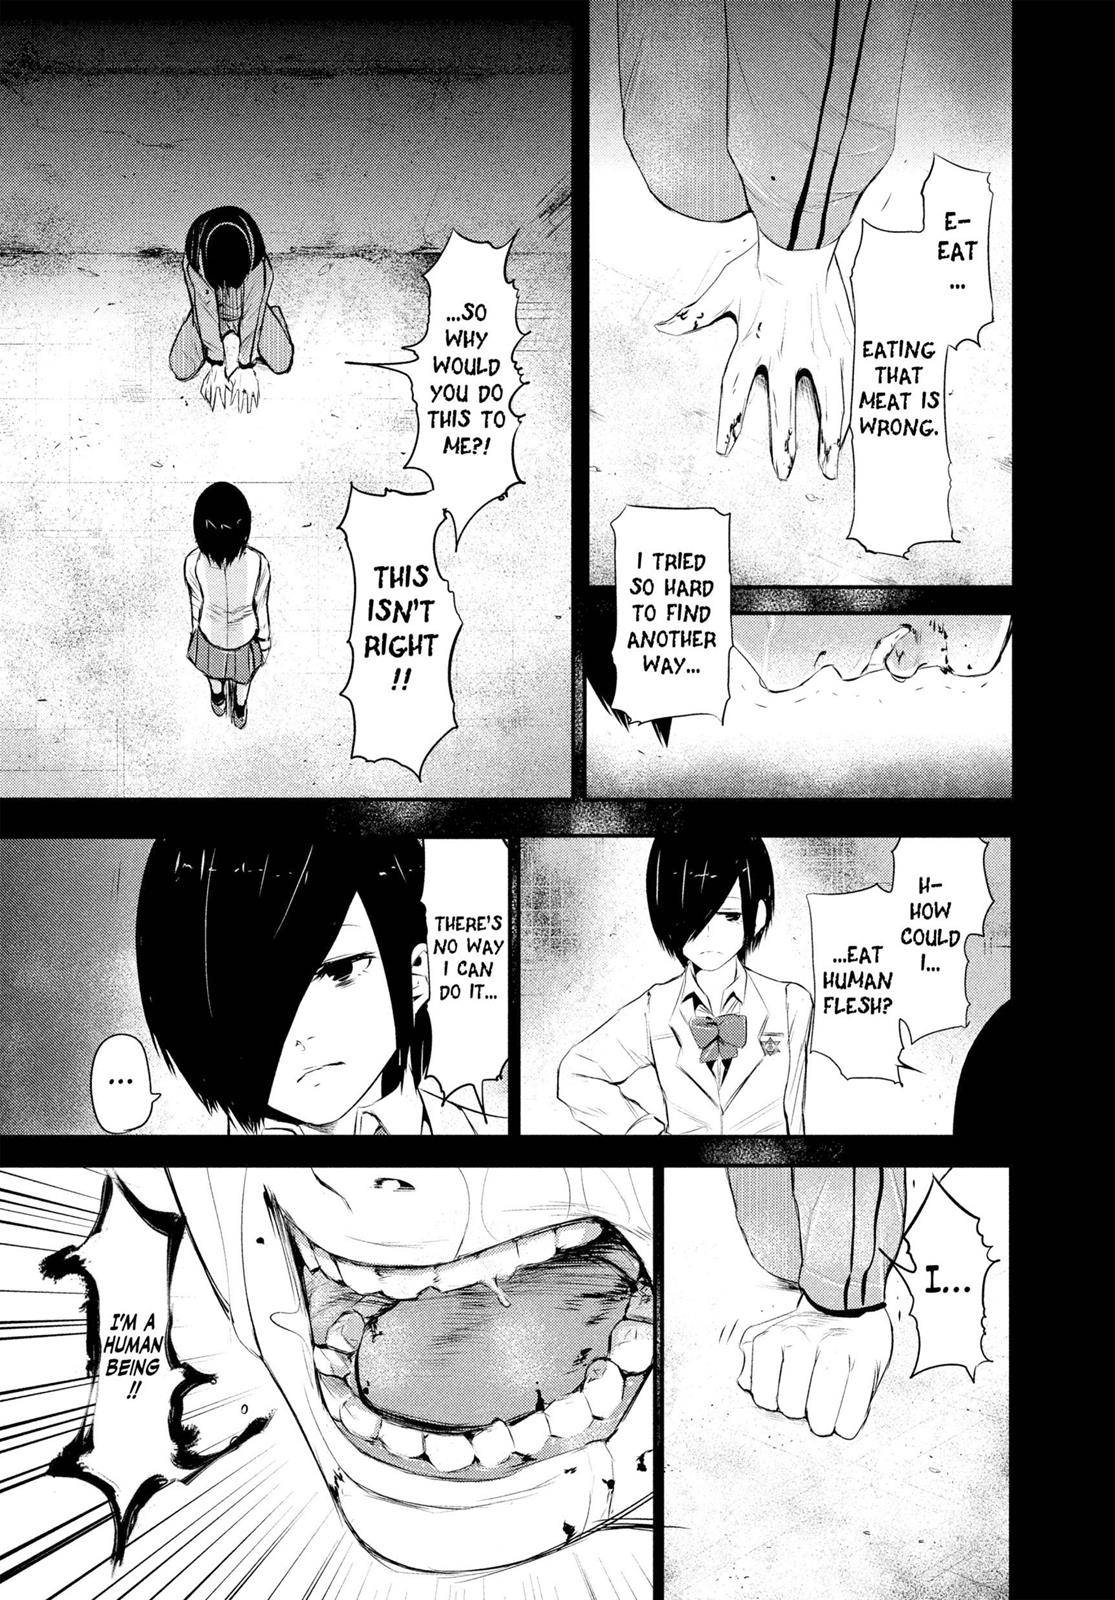 E-
EAT
...
EATING
THAT
MEAT IS
WRONG.
I TRIED
SO HARD
TO FIND
ANOTHER
WAY...
...SO
WHY
WOULD
YOU DO
THIS TO
ME?!
THIS
ISN'T
RIGHT
!!
H-
HOW
COULD
I...
...EAT
HUMAN
FLESH?
THERE'S
NO WAY
I CAN
DO IT...
...
I...
I'M A
HUMAN
BEING
!!